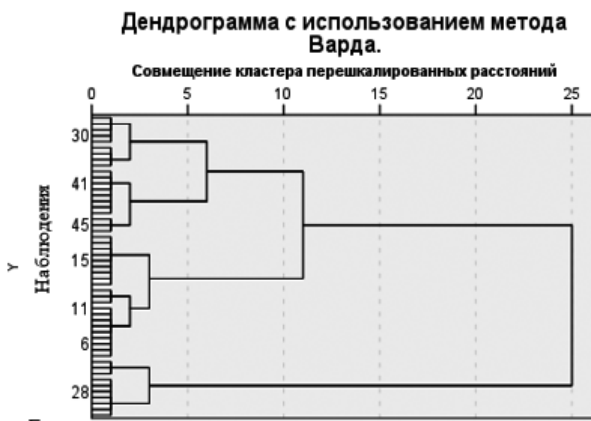 Дендрограмма с использованием метода
Варда.
Совмещение кластера перешкалированных расстояний
0 5 10 15 20 25
Y
Наблюдения
30
41
45
15
11
6
28